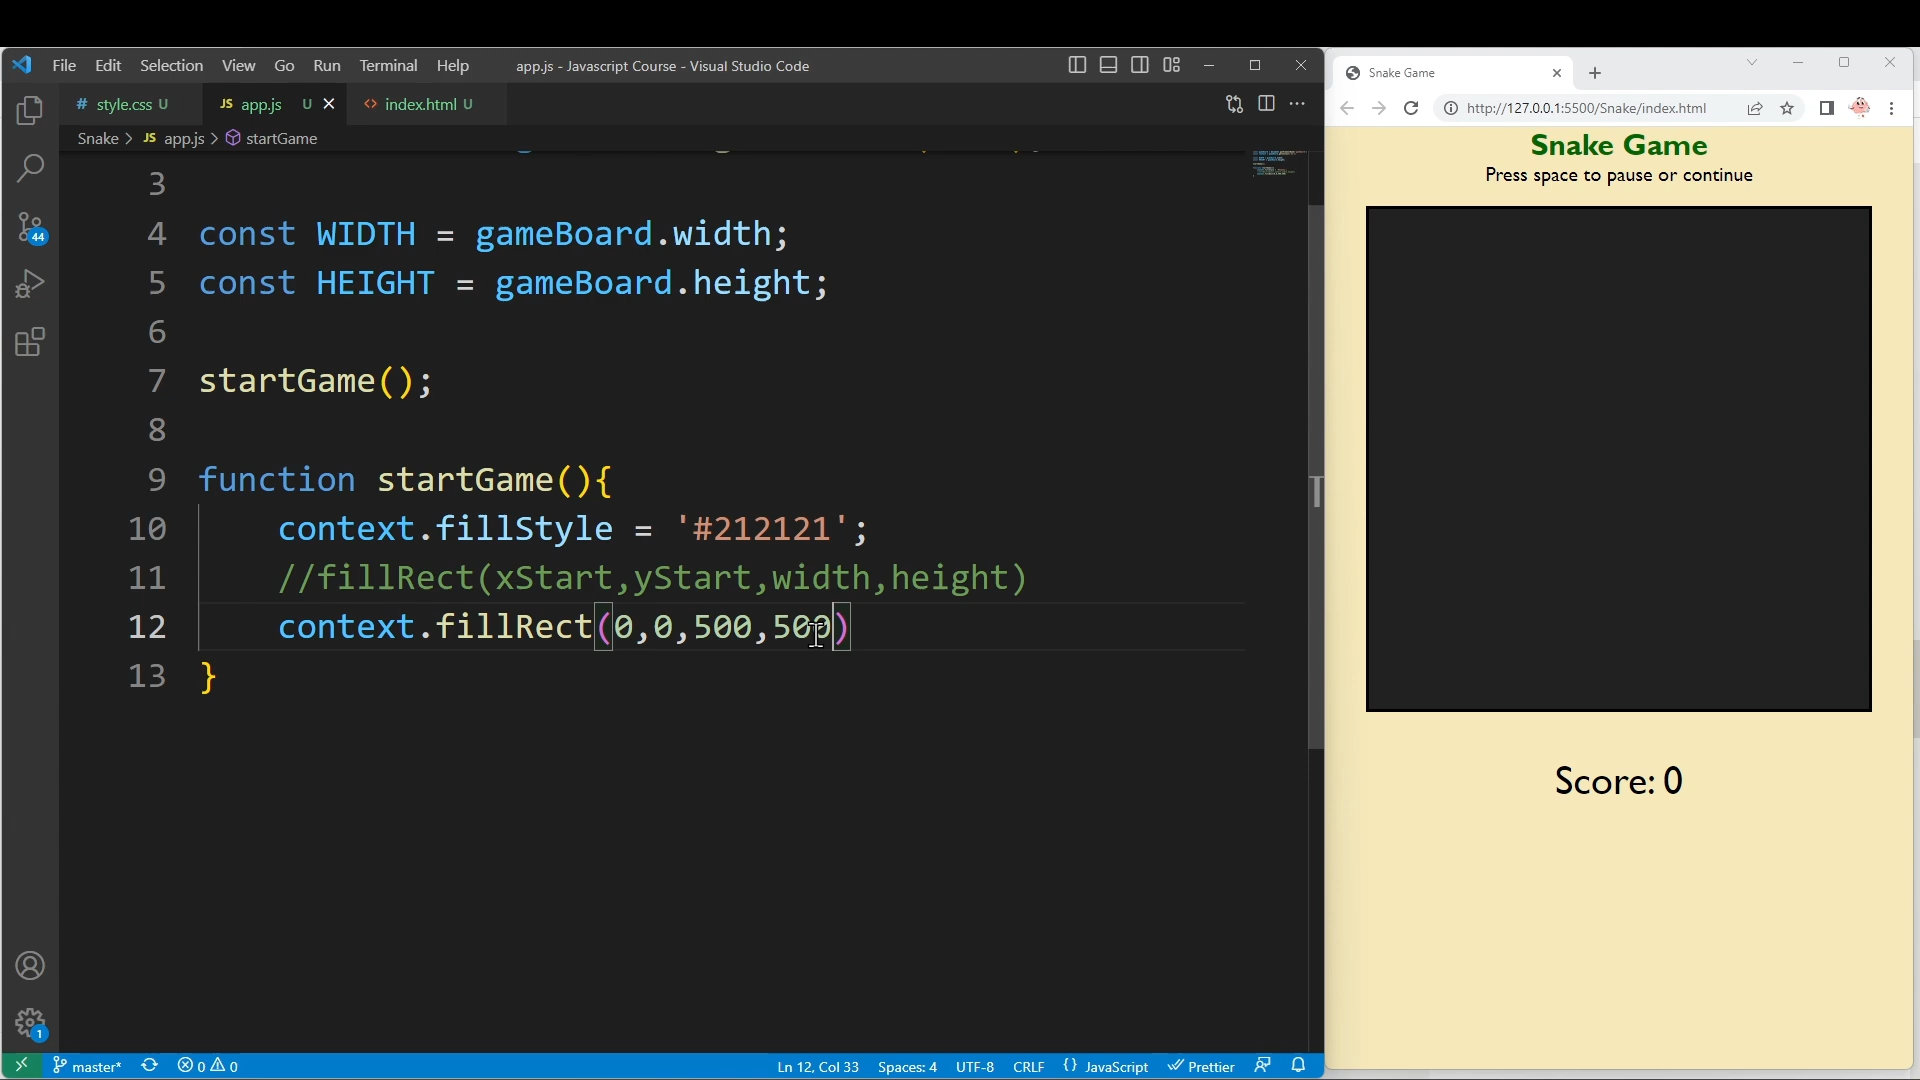 File Edit Selection View Go Run Terminal Help app.js - Javascript Course - Visual Studio Code
# style.css U JS app.js U <> index.html U
Snake > JS app.js > startGame
3
4 const WIDTH = gameBoard.width;
5 const HEIGHT = gameBoard.height;
6
7 startGame();
8
9 function startGame(){
10 context.fillStyle = '#212121';
11 //fillRect(xStart,yStart,width,height)
12 context.fillRect(0,0,500,500)
13 }
44
1
master* 0 0 Ln 12, Col 33 Spaces: 4 UTF-8 CRLF {} JavaScript Prettier
Snake Game
http://127.0.0.1:5500/Snake/index.html
Snake Game
Press space to pause or continue
Score: 0